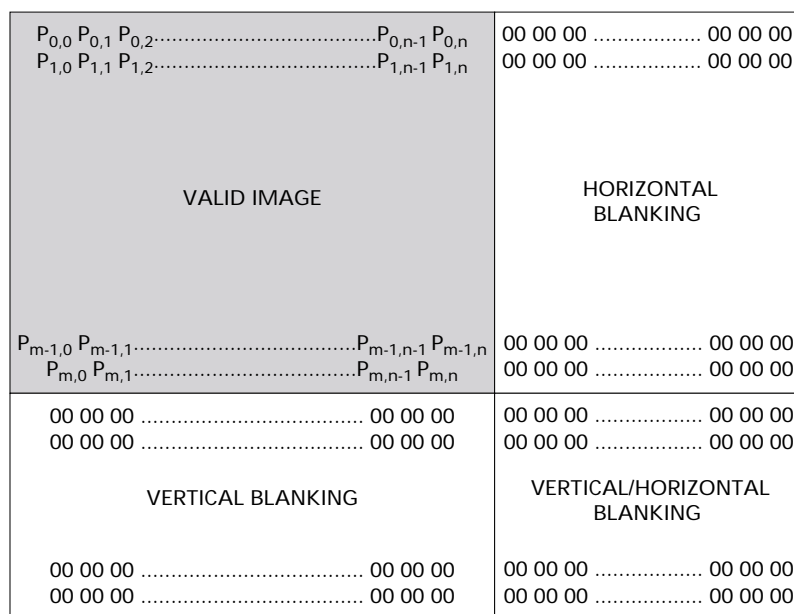 P0,0 P0,1 P0,2.....................................P0,n-1 P0,n
P1,0 P1,1 P1,2.....................................P1,n-1 P1,n
VALID IMAGE
Pm-1,0 Pm-1,1.....................................Pm-1,n-1 Pm-1,n
Pm,0 Pm,1.....................................Pm,n-1 Pm,n
00 00 00 .................. 00 00 00
00 00 00 .................. 00 00 00
HORIZONTAL
BLANKING
00 00 00 .................. 00 00 00
00 00 00 .................. 00 00 00
00 00 00 ..................................... 00 00 00
00 00 00 ..................................... 00 00 00
VERTICAL BLANKING
00 00 00 ..................................... 00 00 00
00 00 00 ..................................... 00 00 00
00 00 00 .................. 00 00 00
00 00 00 .................. 00 00 00
VERTICAL/HORIZONTAL
BLANKING
00 00 00 .................. 00 00 00
00 00 00 .................. 00 00 00